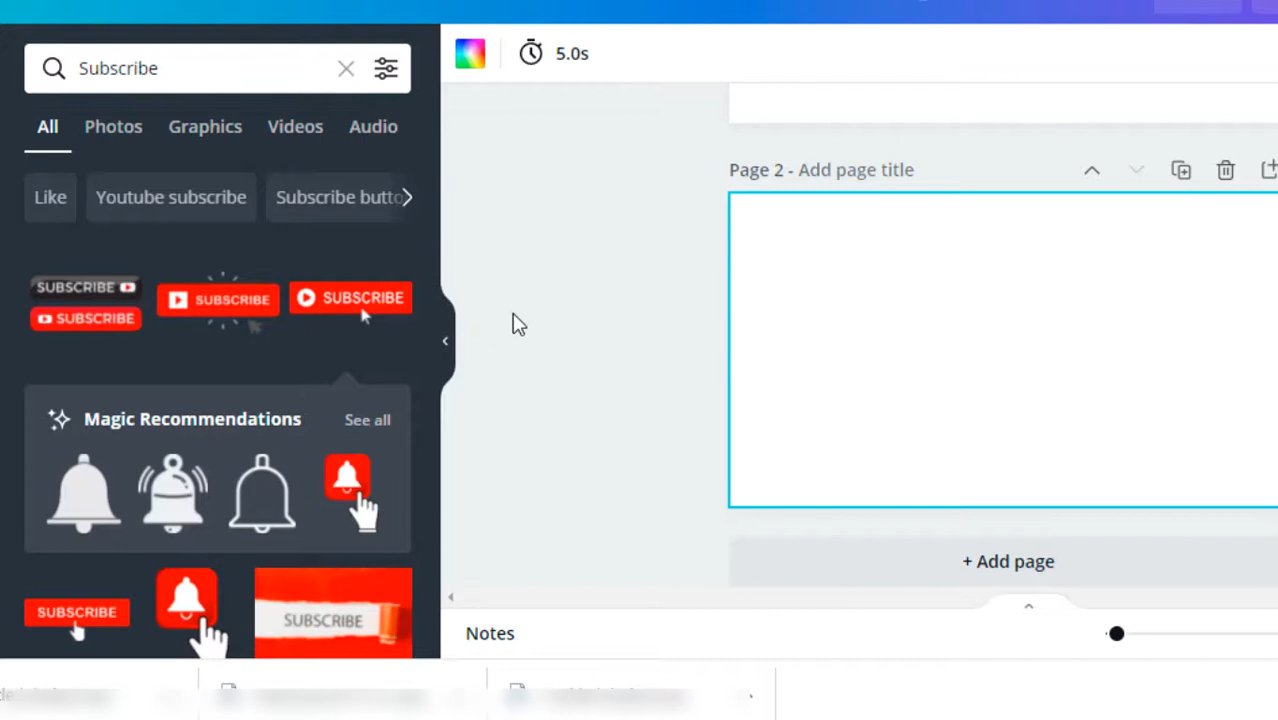 Subscribe
5.0s
All Photos Graphics Videos Audio
Page 2 - Add page title
Like Youtube subscribe Subscribe butto
SUBSCRIBE
SUBSCRIBE
SUBSCRIBE
SUBSCRIBE
Magic Recommendations See all
+ Add page
SUBSCRIBE
SUBSCRIBE
Notes